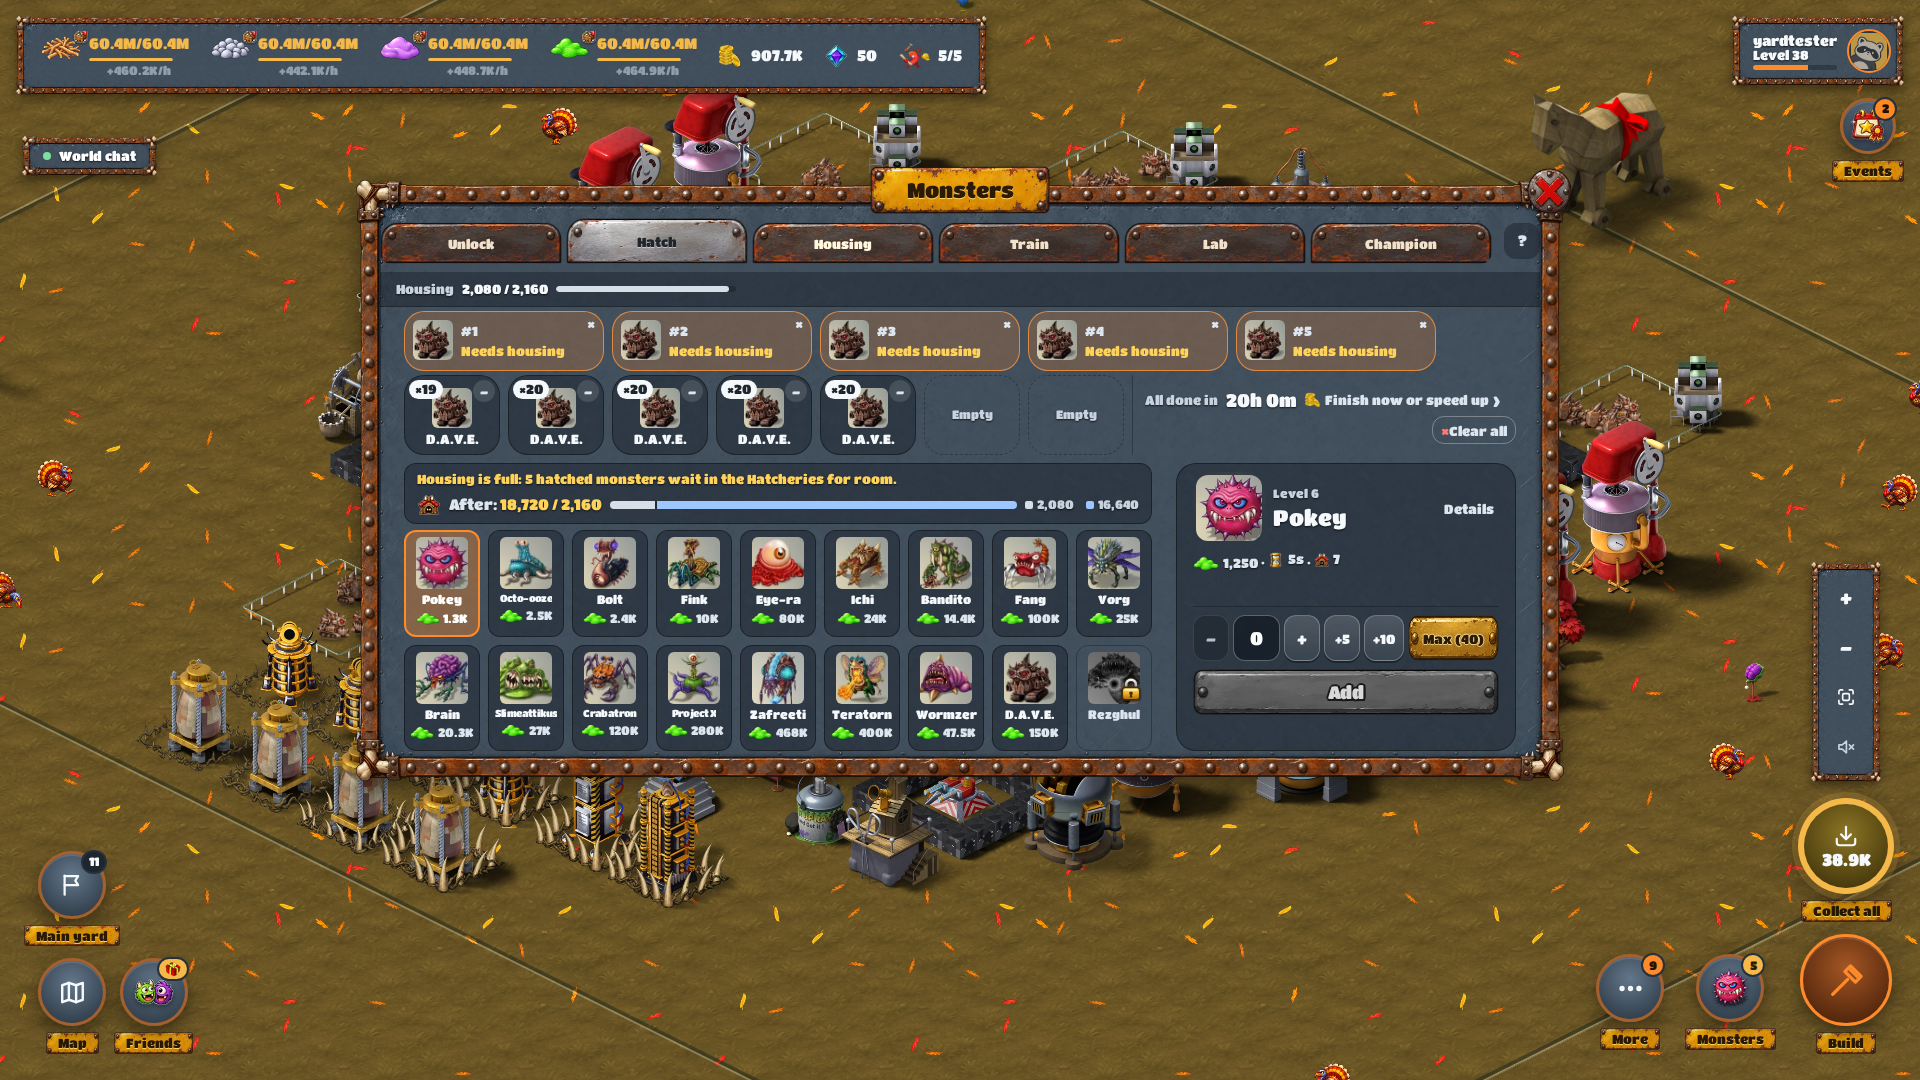 60.4M/60.4M
+460.2K/h
60.4M/60.4M
+442.1K/h
60.4M/60.4M
+448.7K/h
60.4M/60.4M
+464.9K/h
907.7K
50
5/5
yardtester
Level 38
World chat
2
Events
Monsters
Unlock
Hatch
Housing
Train
Lab
Champion
?
Housing 2,080 / 2,160
#1
Needs housing
#2
Needs housing
#3
Needs housing
#4
Needs housing
#5
Needs housing
×19
D.A.V.E.
×20
D.A.V.E.
×20
D.A.V.E.
×20
D.A.V.E.
×20
D.A.V.E.
Empty
Empty
All done in 20h 0m Finish now or speed up ❯
×Clear all
Housing is full: 5 hatched monsters wait in the Hatcheries for room.
After: 18,720 / 2,160
2,080
16,640
Pokey
1.3K
Octo-ooze
2.5K
Bolt
2.4K
Fink
10K
Eye-ra
80K
Ichi
24K
Bandito
14.4K
Fang
100K
Vorg
25K
Brain
20.3K
Slimeattikus
27K
Crabatron
120K
Project X
280K
Zafreeti
468K
Teratorn
400K
Wormzer
47.5K
D.A.V.E.
150K
Rezghul
Level 6
Pokey
Details
1,250 · 5s · 7
−
0
+
+5
+10
Max (40)
Add
+
−
38.9K
Collect all
11
Main yard
Map
Friends
9
More
5
Monsters
Build